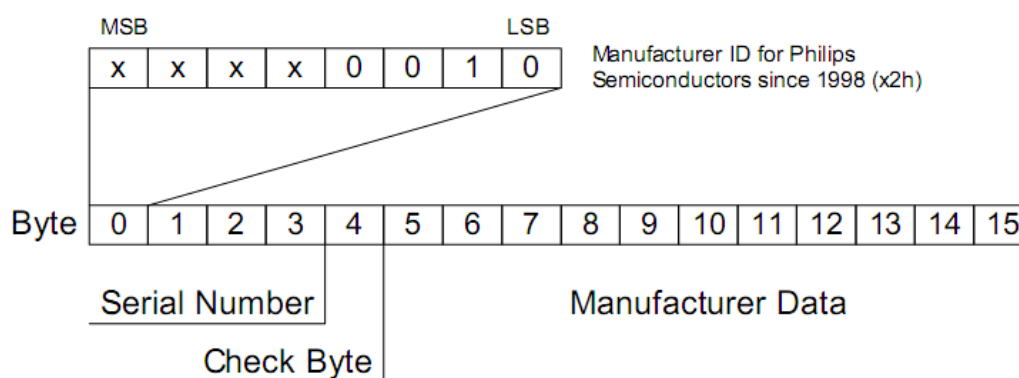 MSB LSB
x x x x 0 0 1 0
Manufacturer ID for Philips
Semiconductors since 1998 (x2h)
Byte 0 1 2 3 4 5 6 7 8 9 10 11 12 13 14 15
Serial Number Manufacturer Data
Check Byte